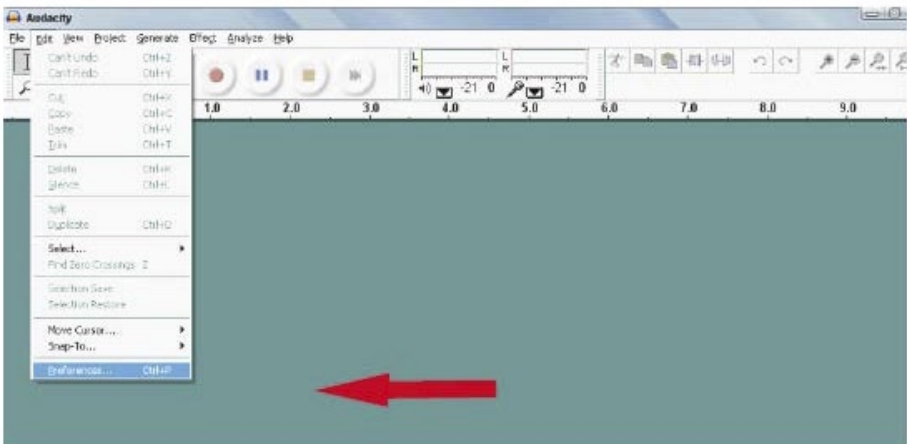 Audacity
File Edit View Project Generate Effect Analyze Help
Can't Undo Ctrl+Z
Can't Redo Ctrl+Y
Cut Ctrl+X
Copy Ctrl+C
Paste Ctrl+V
Trim Ctrl+T
Delete Ctrl+K
Silence Ctrl+L
Split
Duplicate Ctrl+D
Select...
Find Zero Crossings Z
Selection Save
Selection Restore
Move Cursor...
Snap-To...
Preferences... Ctrl+P
L
R
-21 0
L
R
-21 0
1.0 2.0 3.0 4.0 5.0 6.0 7.0 8.0 9.0